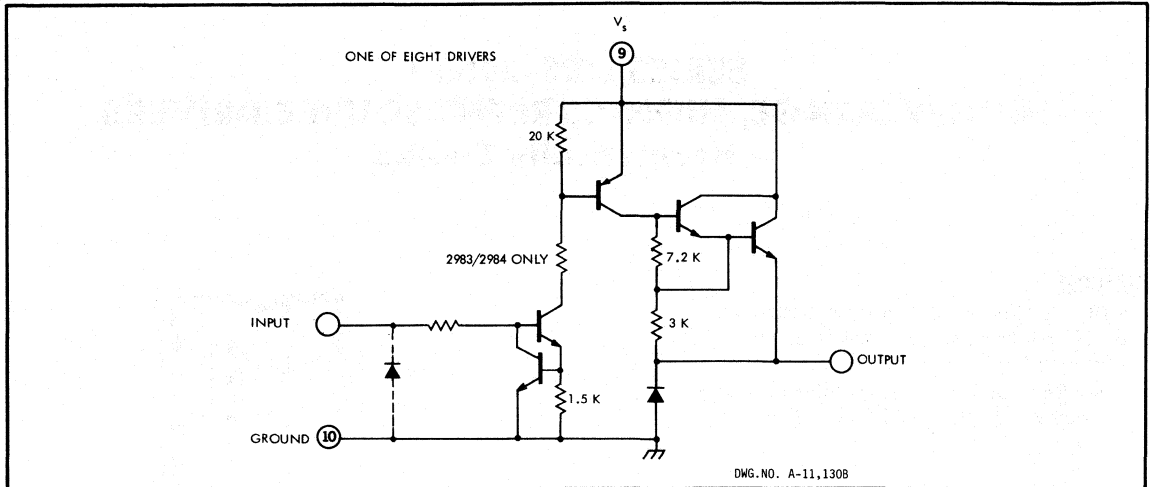 Vs
9
ONE OF EIGHT DRIVERS
20 K
2983/2984 ONLY
7.2 K
INPUT
3 K
OUTPUT
1.5 K
GROUND 10
DWG.NO. A-11,130B